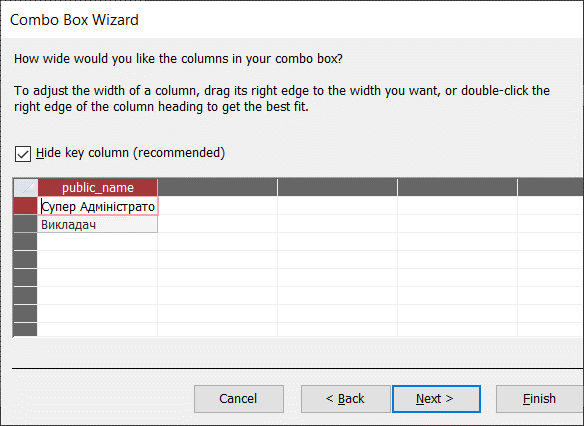 Combo Box Wizard
How wide would you like the columns in your combo box?
To adjust the width of a column, drag its right edge to the width you want, or double-click the
right edge of the column heading to get the best fit.
Hide key column (recommended)
public_name
Супер Адміністрато
Викладач
Cancel
< Back
Next >
Finish